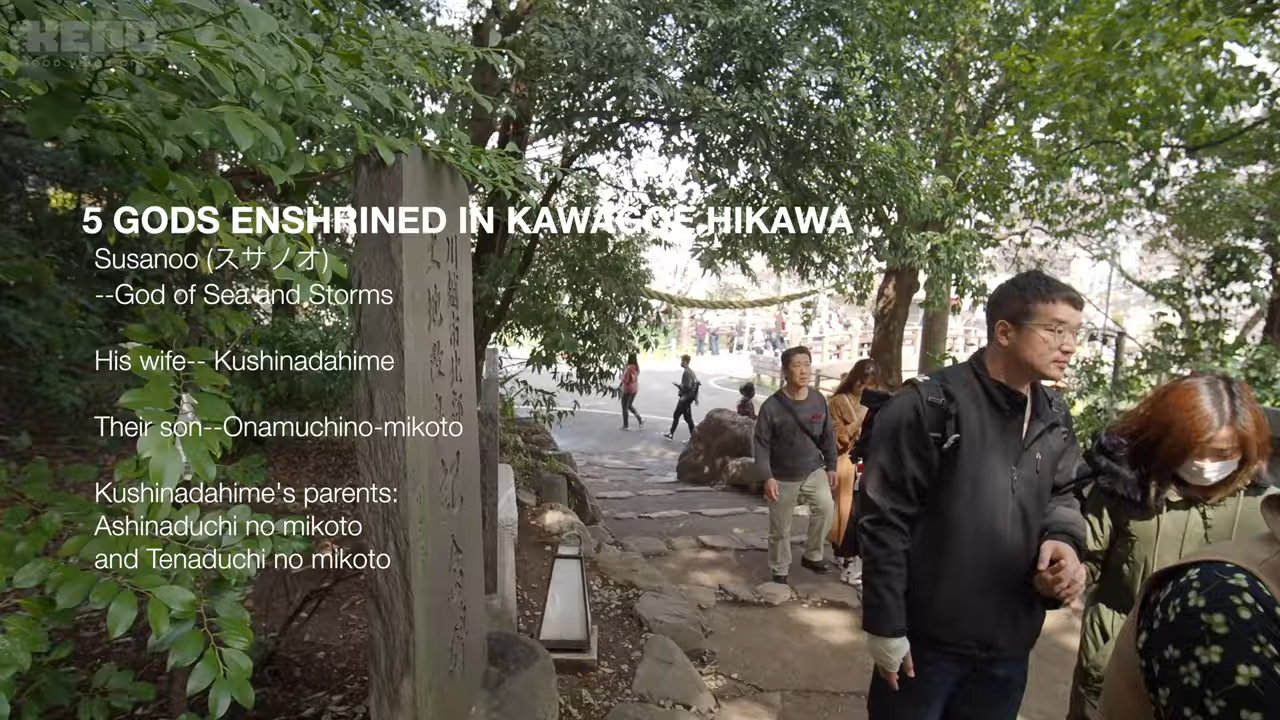 KENO
5 GODS ENSHRINED IN KAWAGOE HIKAWA
Susanoo (スサノオ)
--God of Sea and Storms
His wife-- Kushinadahime
Their son--Onamuchino-mikoto
Kushinadahime's parents:
Ashinaduchi no mikoto
and Tenaduchi no mikoto